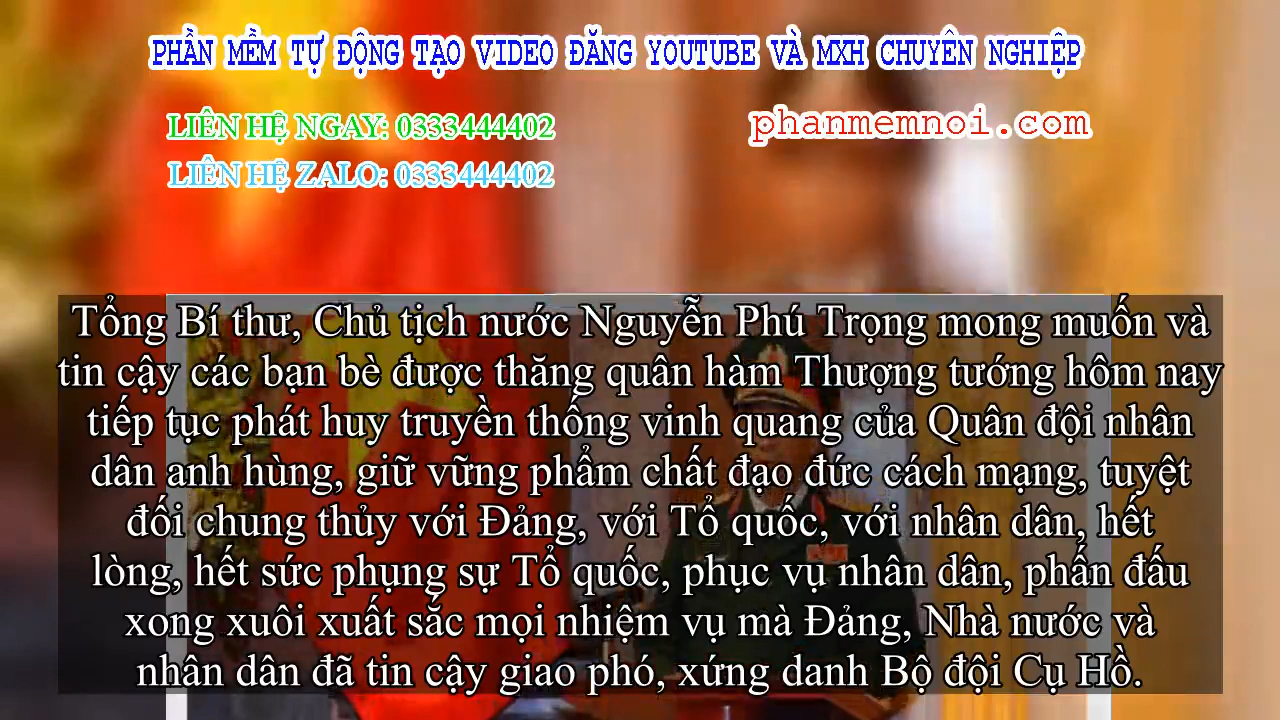 PHẦN MỀM TỰ ĐỘNG TẠO VIDEO ĐĂNG YOUTUBE VÀ MXH CHUYÊN NGHIỆP
LIÊN HỆ NGAY: 0333444402
phanmemnoi.com
LIÊN HỆ ZALO: 0333444402
Tổng Bí thư, Chủ tịch nước Nguyễn Phú Trọng mong muốn và
tin cậy các bạn bè được thăng quân hàm Thượng tướng hôm nay
tiếp tục phát huy truyền thống vinh quang của Quân đội nhân
dân anh hùng, giữ vững phẩm chất đạo đức cách mạng, tuyệt
đối chung thủy với Đảng, với Tổ quốc, với nhân dân, hết
lòng, hết sức phụng sự Tổ quốc, phục vụ nhân dân, phấn đấu
xong xuôi xuất sắc mọi nhiệm vụ mà Đảng, Nhà nước và
nhân dân đã tin cậy giao phó, xứng danh Bộ đội Cụ Hồ.